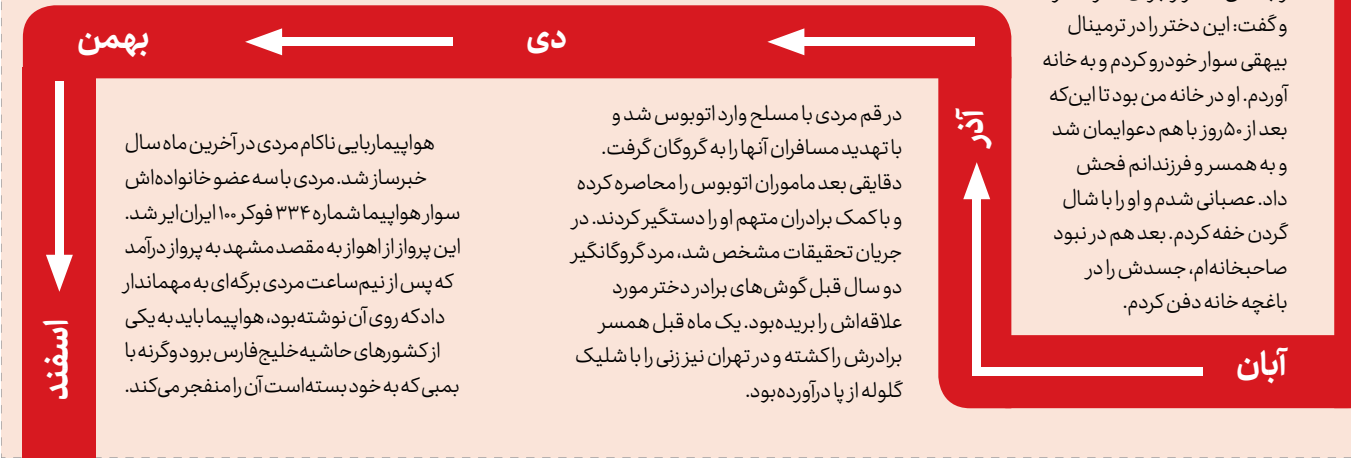 و گفت: این دختر را در ترمینال
بیهقی سوار خودرو کردم و به خانه
آوردم. او در خانه من بود تا این‌که
بعد از ۵۰روز با هم دعوایمان شد
و به همسر و فرزندانم فحش
داد. عصبانی شدم و او را با شال
گردن خفه کردم. بعد هم در نبود
صاحبخانه‌ام، جسدش را در
باغچه خانه دفن کردم.
آبان
آذر
دی
در قم مردی با مسلح وارد اتوبوس شد و
با تهدید مسافران آنها را به گروگان گرفت.
دقایقی بعد ماموران اتوبوس را محاصره کرده
و با کمک برادران متهم او را دستگیر کردند. در
جریان تحقیقات مشخص شد، مرد گروگانگیر
دو سال قبل گوش‌های برادر دختر مورد
علاقه‌اش را بریده‌بود. یک ماه قبل همسر
برادرش را کشته و در تهران نیز زنی را با شلیک
گلوله از پا درآورده‌بود.
بهمن
هواپیماربایی ناکام مردی در آخرین ماه سال
خبرساز شد. مردی با سه عضو خانواده‌اش
سوار هواپیما شماره ۳۳۴ فوکر ۱۰۰ ایران‌ایر شد.
این پرواز از اهواز به مقصد مشهد به پرواز درآمد
که پس از نیم‌ساعت مردی برگه‌ای به مهماندار
داد که روی آن نوشته‌بود، هواپیما باید به یکی
از کشورهای حاشیه خلیج‌فارس برود وگرنه با
بمبی که به خود بسته‌است آن را منفجر می‌کند.
اسفند